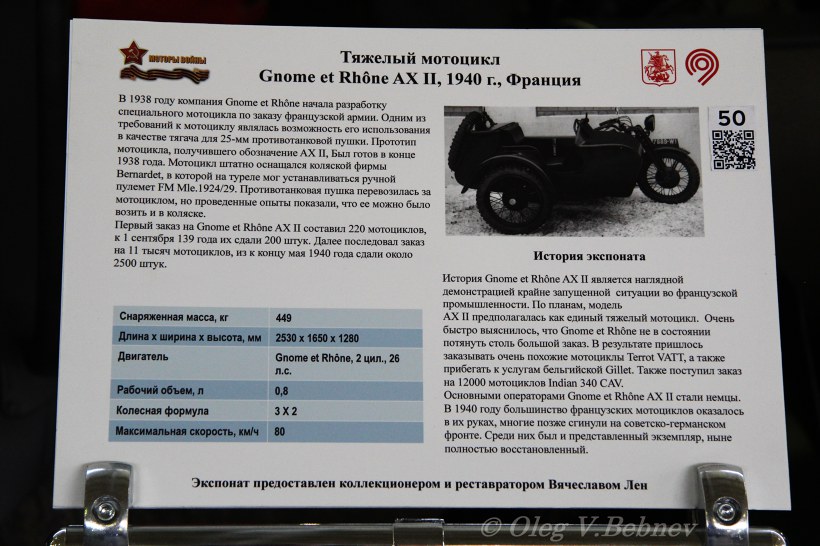 МОТОРЫ ВОЙНЫ
Тяжелый мотоцикл
Gnome et Rhône AX II, 1940 г., Франция
50
В 1938 году компания Gnome et Rhône начала разработку
специального мотоцикла по заказу французской армии. Одним из
требований к мотоциклу являлась возможность его использования
в качестве тягача для 25-мм противотанковой пушки. Прототип
мотоцикла, получившего обозначение AX II, Был готов в конце
1938 года. Мотоцикл штатно оснащался коляской фирмы
Bernardet, в которой на турели мог устанавливаться ручной
пулемет FM Mle.1924/29. Противотанковая пушка перевозилась за
мотоциклом, но проведенные опыты показали, что ее можно было
возить и в коляске.
Первый заказ на Gnome et Rhône AX II составил 220 мотоциклов,
к 1 сентября 139 года их сдали 200 штук. Далее последовал заказ
на 11 тысяч мотоциклов, из к концу мая 1940 года сдали около
2500 штук.
Снаряженная масса, кг 449
Длина х ширина х высота, мм 2530 х 1650 х 1280
Двигатель Gnome et Rhône, 2 цил., 26
л.с.
Рабочий объем, л 0,8
Колесная формула 3 Х 2
Максимальная скорость, км/ч 80
История экспоната
История Gnome et Rhône AX II является наглядной
демонстрацией крайне запущенной ситуации во французской
промышленности. По планам, модель
AX II предполагалась как единый тяжелый мотоцикл. Очень
быстро выяснилось, что Gnome et Rhône не в состоянии
потянуть столь большой заказ. В результате пришлось
заказывать очень похожие мотоциклы Terrot VATT, а также
прибегать к услугам бельгийской Gillet. Также поступил заказ
на 12000 мотоциклов Indian 340 CAV.
Основными операторами Gnome et Rhône AX II стали немцы.
В 1940 году большинство французских мотоциклов оказалось
в их руках, многие позже сгинули на советско-германском
фронте. Среди них был и представленный экземпляр, ныне
полностью восстановленный.
Экспонат предоставлен коллекционером и реставратором Вячеславом Лен
© Oleg V.Bebnev